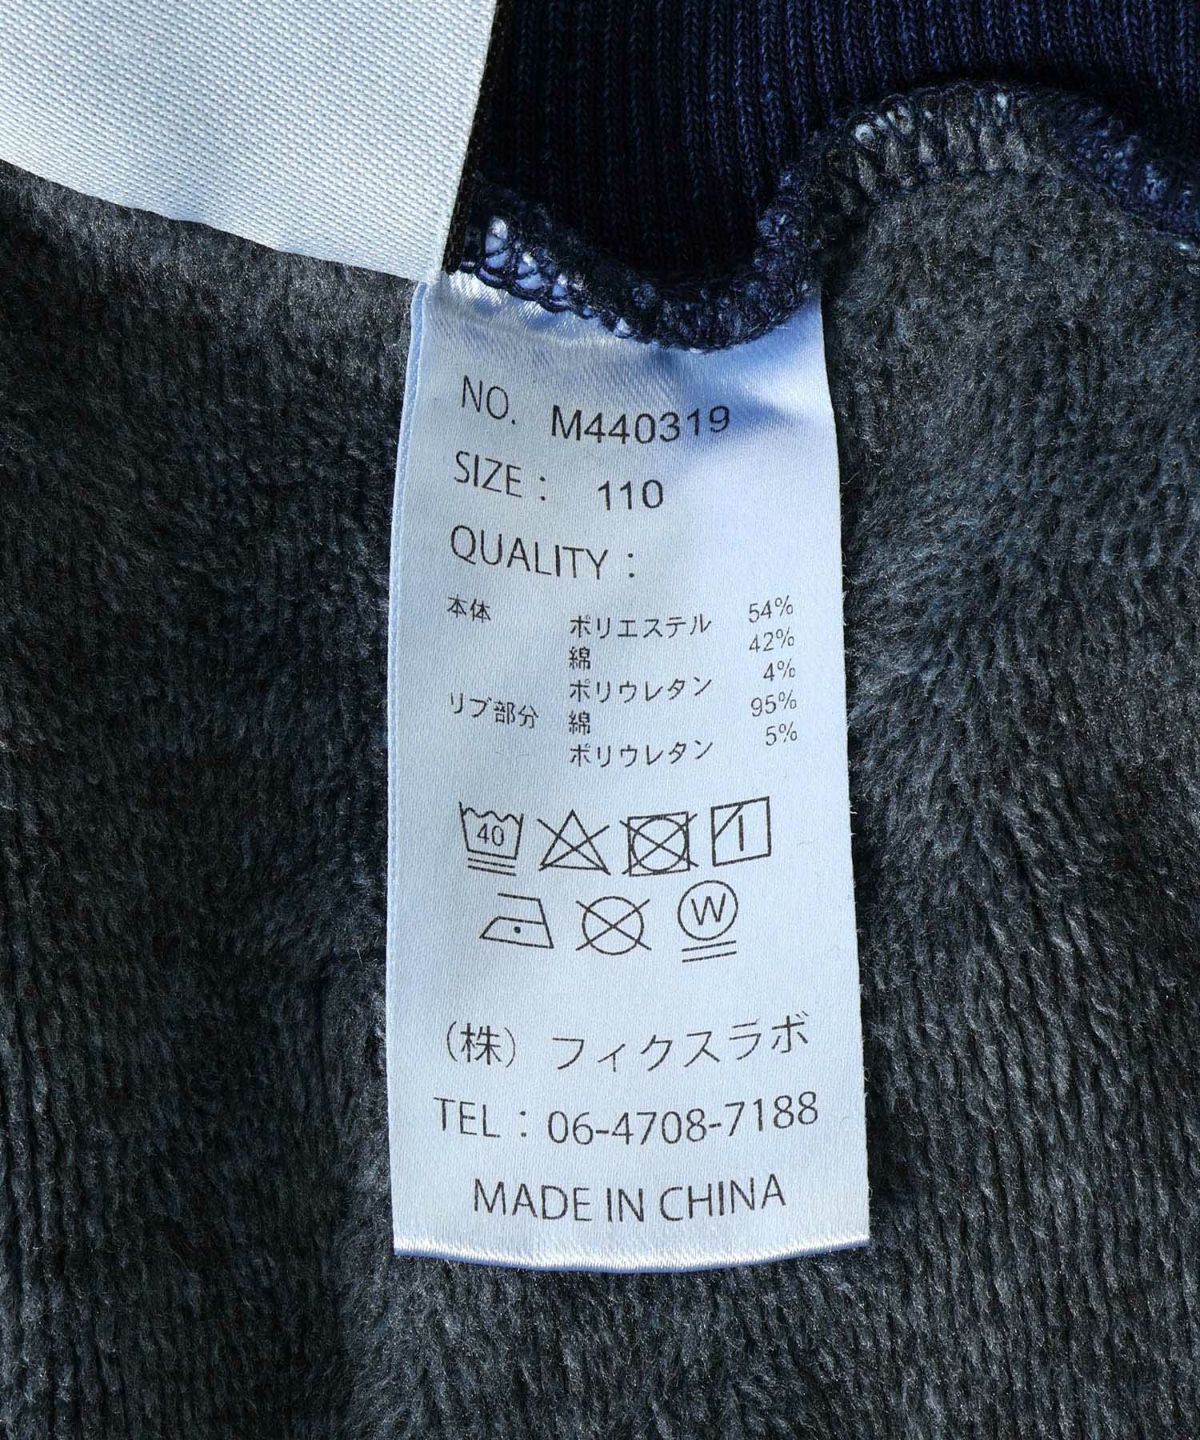 NO. M440319
SIZE : 110
QUALITY :
本体 ポリエステル 54%
綿 42%
ポリウレタン 4%
リブ部分 綿 95%
ポリウレタン 5%
40
W
(株) フィクスラボ
TEL : 06-4708-7188
MADE IN CHINA